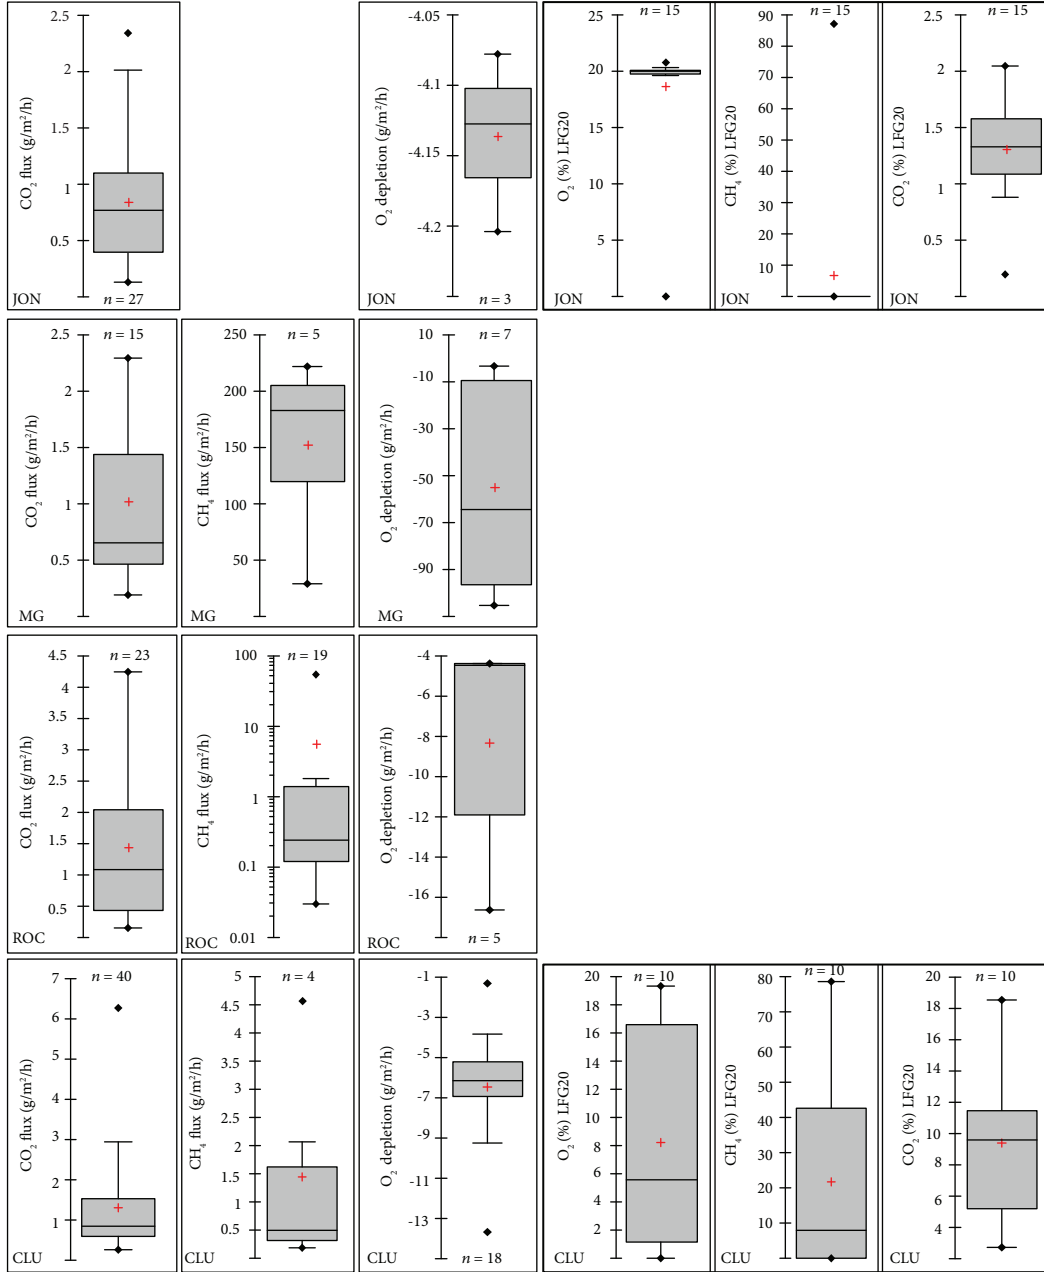 2.5
2
1.5
1
0.5
CO₂ flux (g/m²/h)
JON
n = 27
-4.05
-4.1
-4.15
-4.2
O₂ depletion (g/m²/h)
JON
n = 3
n = 15
25
20
15
10
5
O₂ (%) LFG20
JON
n = 15
90
80
70
60
50
40
30
20
10
CH₄ (%) LFG20
JON
n = 15
2.5
2
1.5
1
0.5
CO₂ (%) LFG20
JON
n = 15
2.5
2
1.5
1
0.5
CO₂ flux (g/m²/h)
MG
n = 5
250
200
150
100
50
CH₄ flux (g/m²/h)
MG
n = 7
10
-10
-30
-50
-70
-90
O₂ depletion (g/m²/h)
MG
n = 23
4.5
4
3.5
3
2.5
2
1.5
1
0.5
CO₂ flux (g/m²/h)
ROC
n = 19
100
10
1
0.1
0.01
CH₄ flux (g/m²/h)
ROC
-4
-6
-8
-10
-12
-14
-16
O₂ depletion (g/m²/h)
ROC
n = 5
n = 40
7
6
5
4
3
2
1
CO₂ flux (g/m²/h)
CLU
n = 4
5
4.5
4
3.5
3
2.5
2
1.5
1
0.5
CH₄ flux (g/m²/h)
CLU
-1
-3
-5
-7
-9
-11
-13
O₂ depletion (g/m²/h)
CLU
n = 18
n = 10
20
18
16
14
12
10
8
6
4
2
O₂ (%) LFG20
CLU
n = 10
80
70
60
50
40
30
20
10
CH₄ (%) LFG20
CLU
n = 10
20
18
16
14
12
10
8
6
4
CO₂ (%) LFG20
CLU